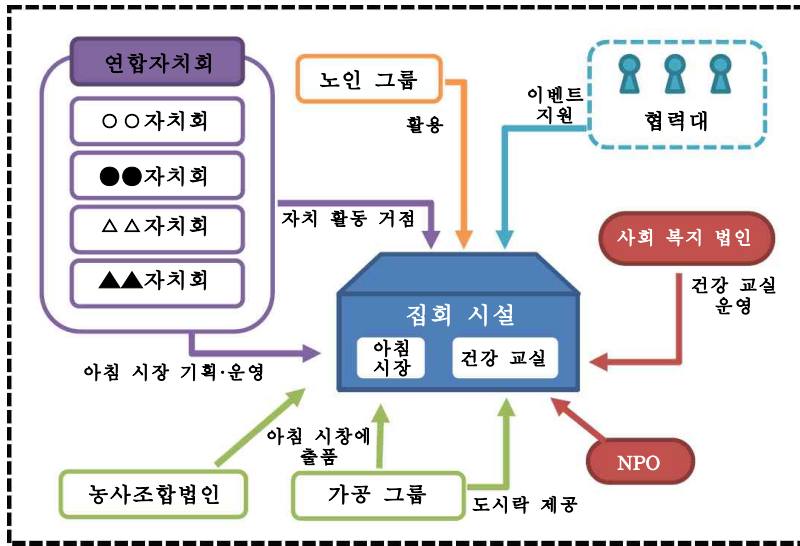 연합자치회
○○자치회
●●자치회
△△자치회
▲▲자치회
노인 그룹
활용
이벤트
지원
협력대
자치 활동 거점
사회 복지 법인
건강 교실
운영
집회 시설
아침
시장
건강 교실
아침 시장 기획·운영
아침 시창에
출품
농사조합법인
가공 그룹
도시락 제공
NPO